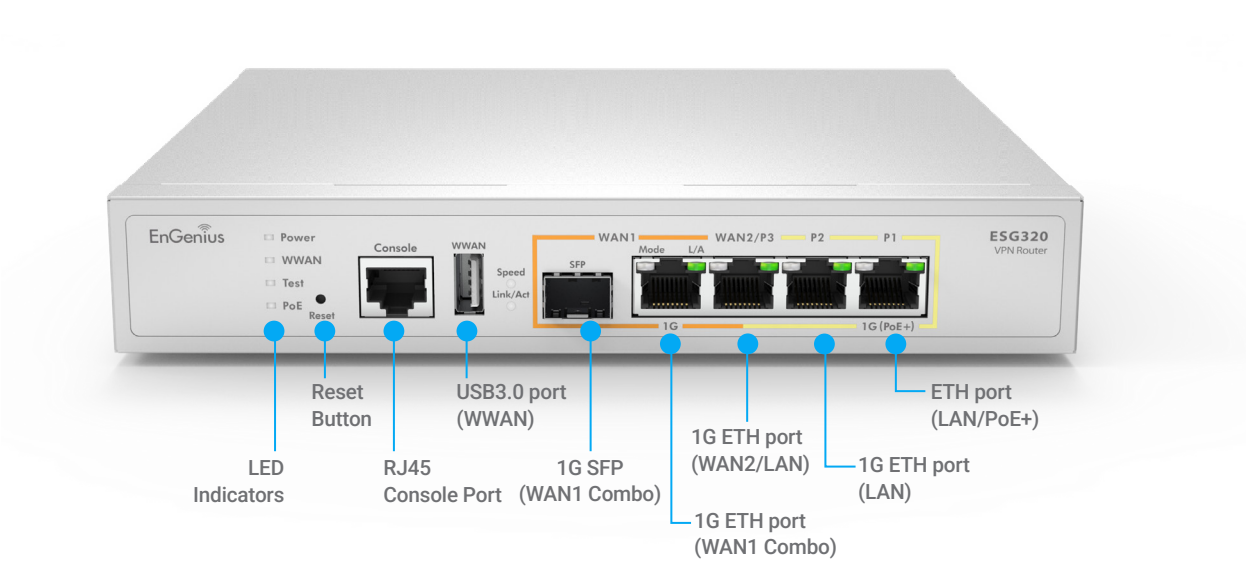 EnGenius
Power
WWAN
Test
PoE
Reset
Console
WWAN
Speed
Link/Act
WAN1
WAN2/P3
P2
P1
SFP
Mode
L/A
1G
1G (PoE+)
ESG320
VPN Router
LED
Indicators
Reset
Button
RJ45
Console Port
USB3.0 port
(WWAN)
1G SFP
(WAN1 Combo)
1G ETH port
(WAN1 Combo)
1G ETH port
(WAN2/LAN)
1G ETH port
(LAN)
ETH port
(LAN/PoE+)